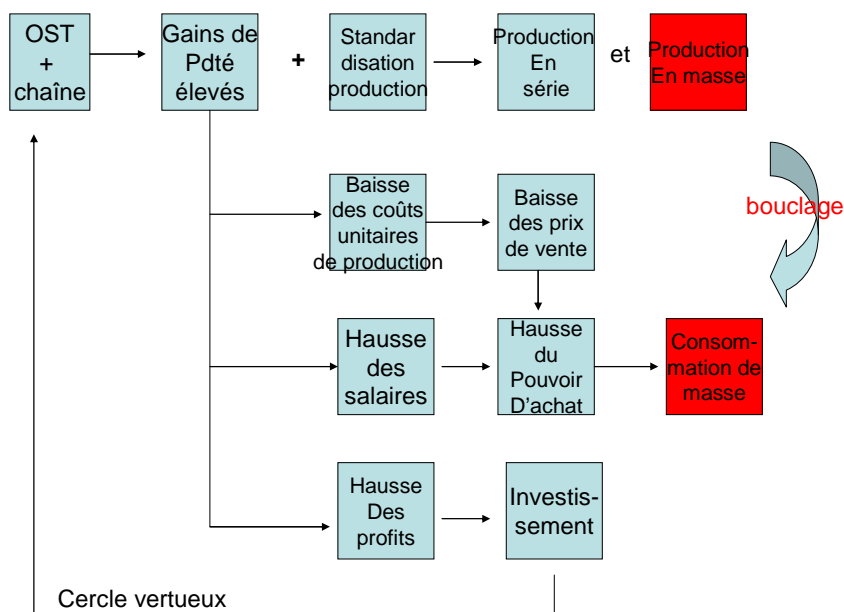 OST
+
chaîne
Gains de
Pdté
élevés
+
Standar
disation
production
Production
En
série
et
Production
En masse
bouclage
Baisse
des coûts
unitaires
de production
Baisse
des prix
de vente
Hausse
des
salaires
Hausse
du
Pouvoir
D'achat
Consom-
mation de
masse
Hausse
Des
profits
Investis-
sement
Cercle vertueux